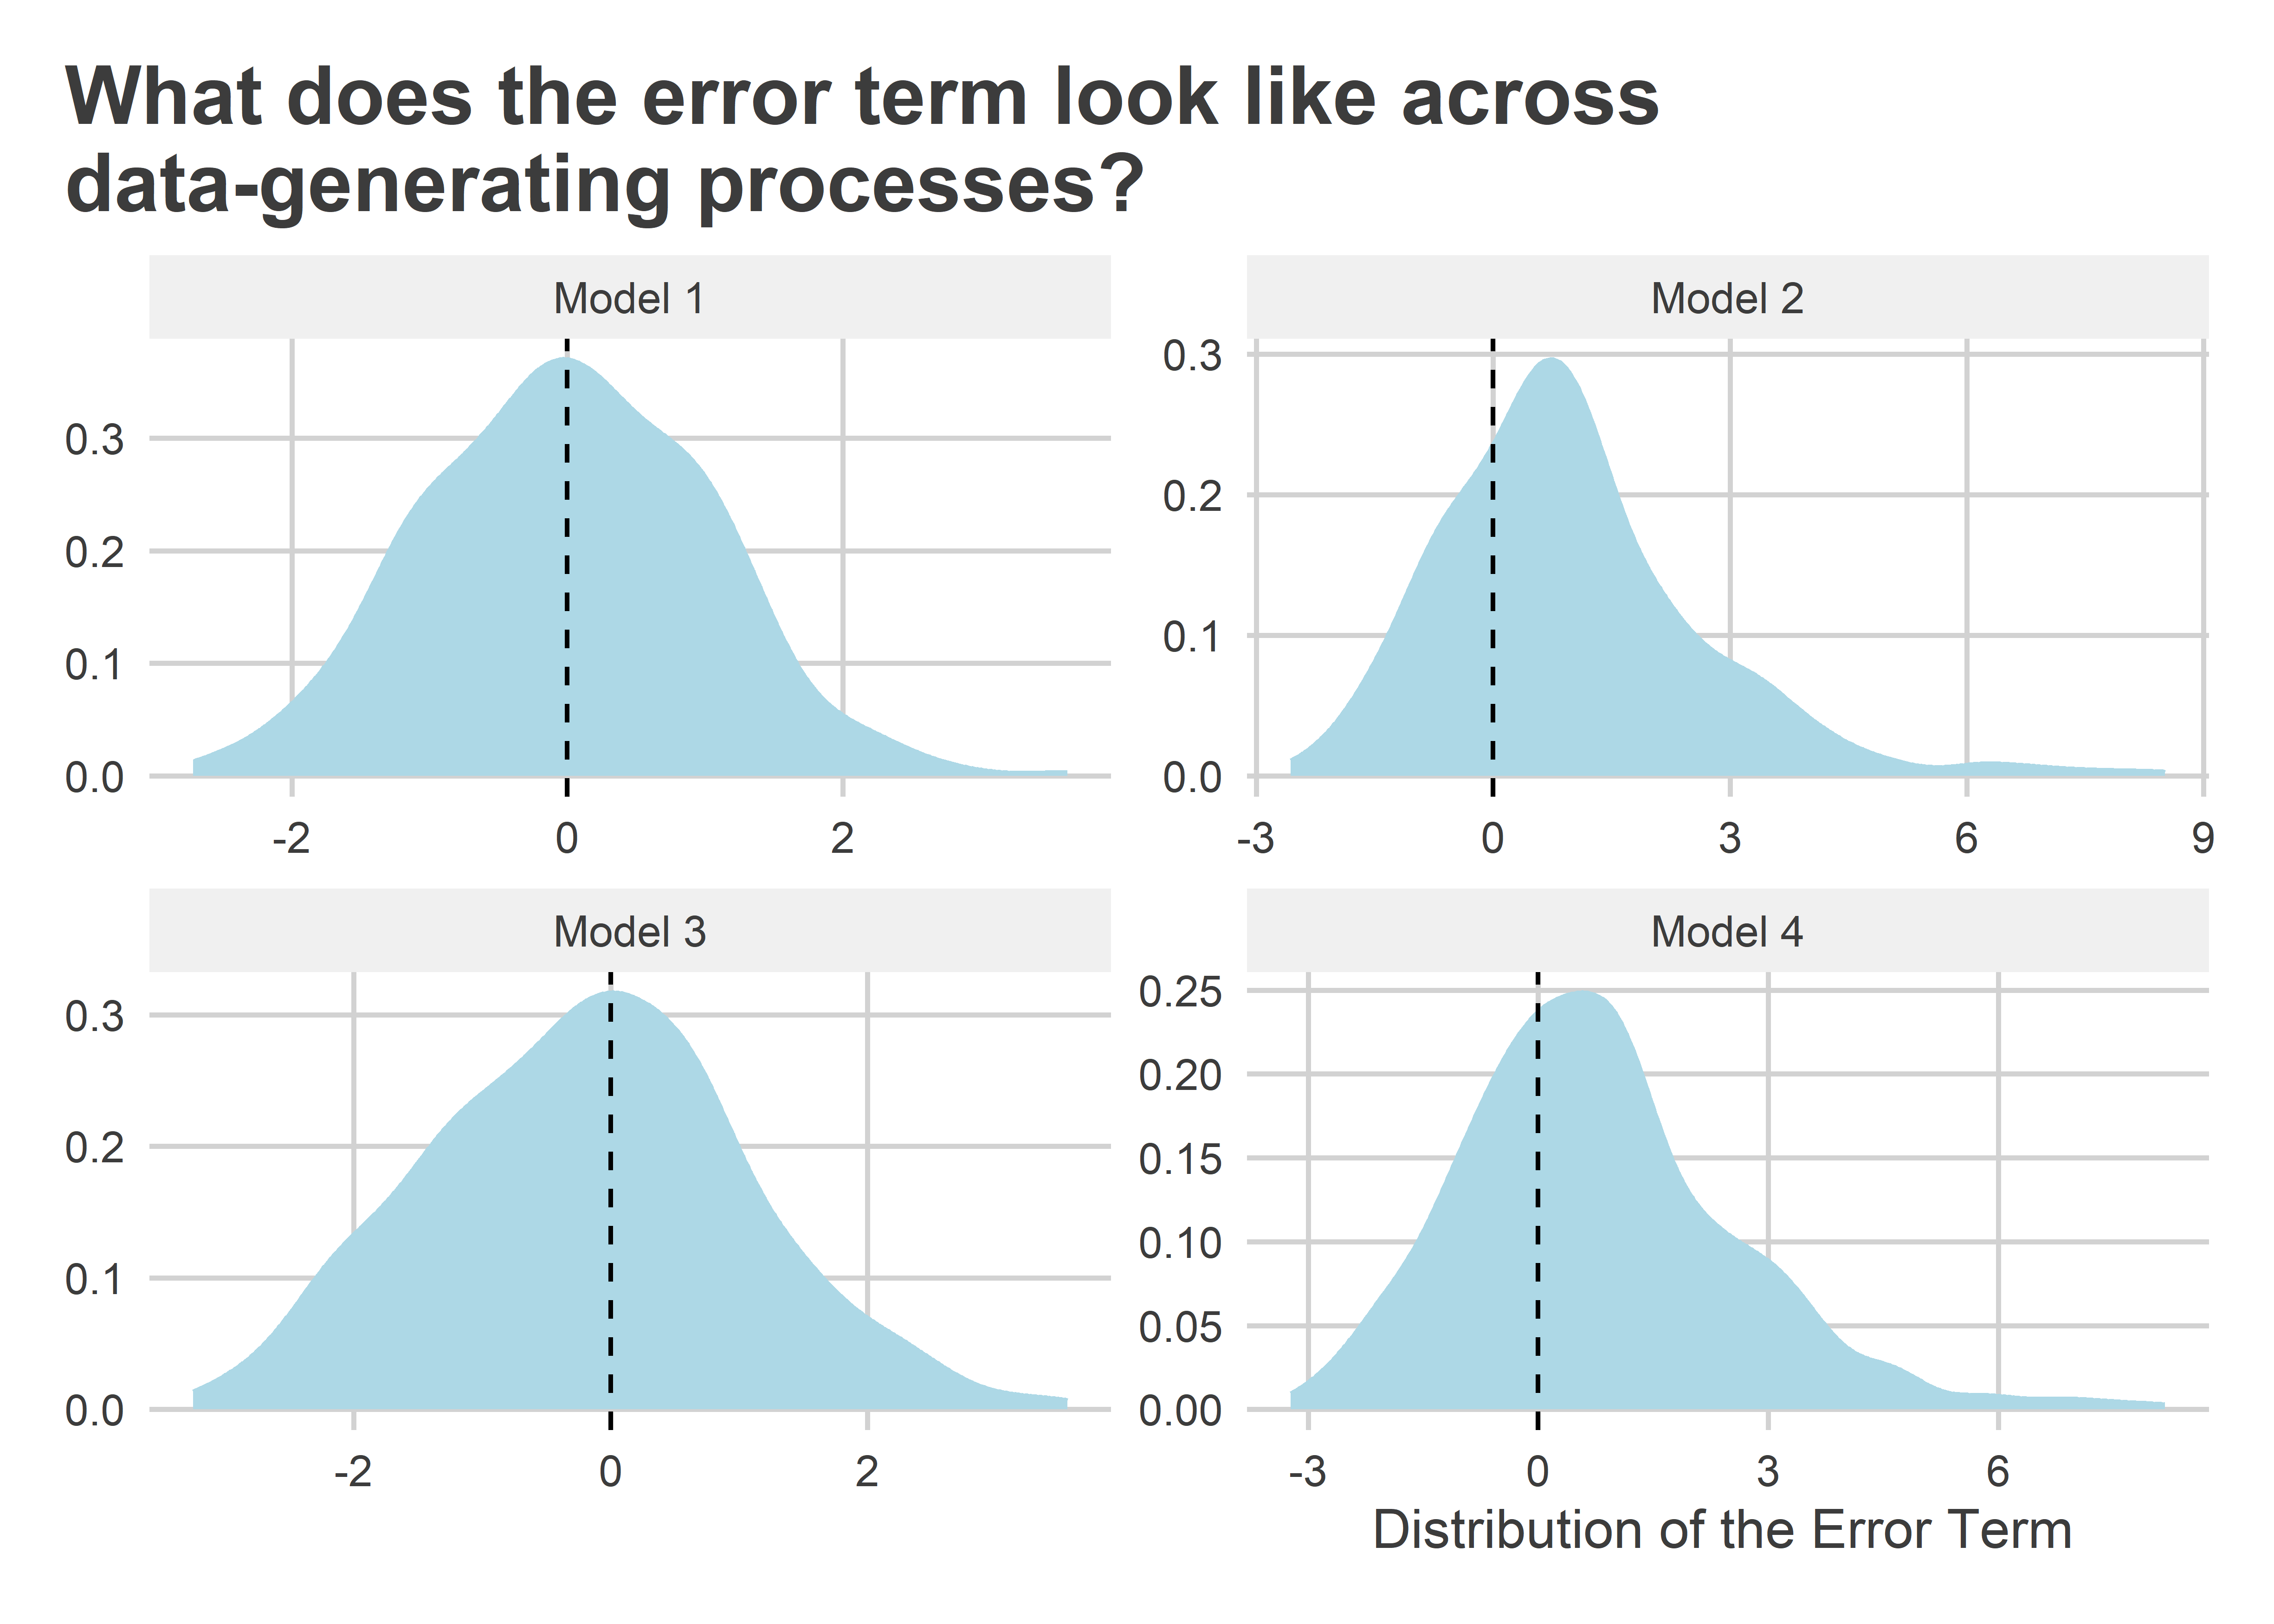 What does the error term look like across
data-generating processes?
Model 1
0.3
0.2
0.1
0.0
-2 0 2
Model 2
0.3
0.2
0.1
0.0
-3 0 3 6 9
Model 3
0.3
0.2
0.1
0.0
-2 0 2
Model 4
0.25
0.20
0.15
0.10
0.05
0.00
-3 0 3 6
Distribution of the Error Term